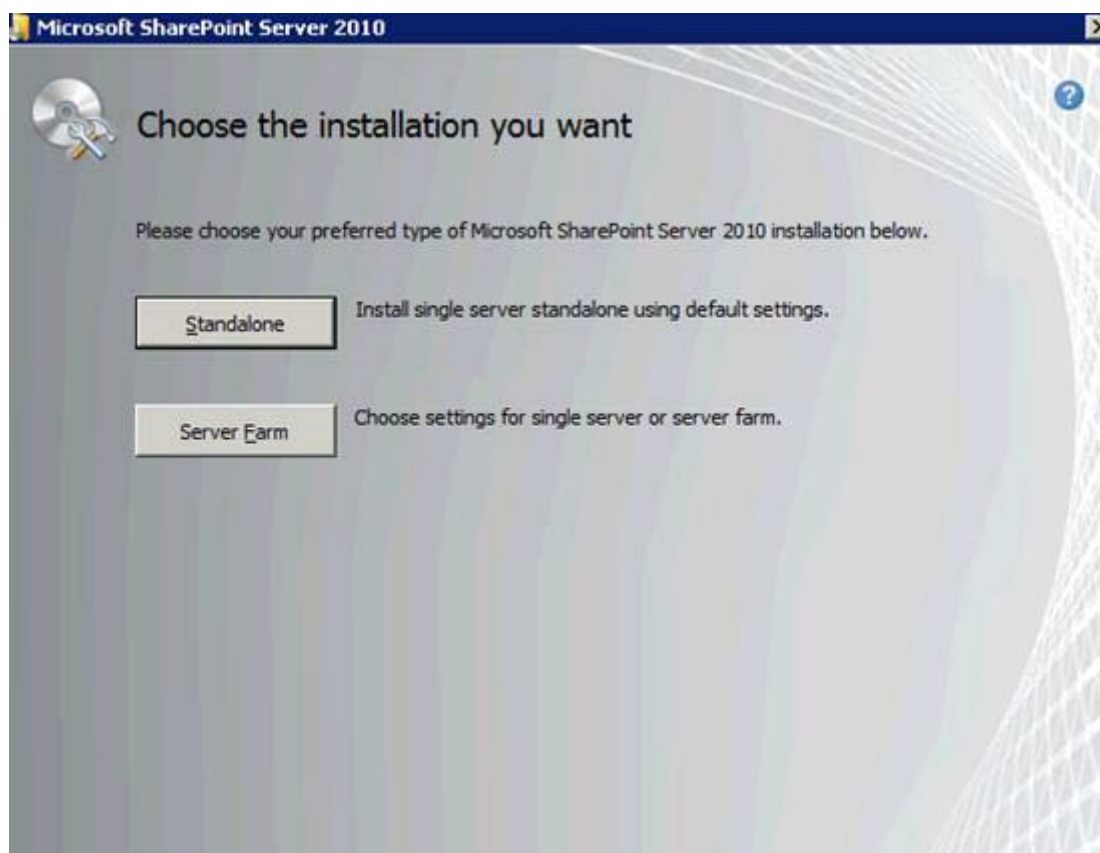 Microsoft SharePoint Server 2010
Choose the installation you want
Please choose your preferred type of Microsoft SharePoint Server 2010 installation below.
Standalone
Install single server standalone using default settings.
Server Farm
Choose settings for single server or server farm.